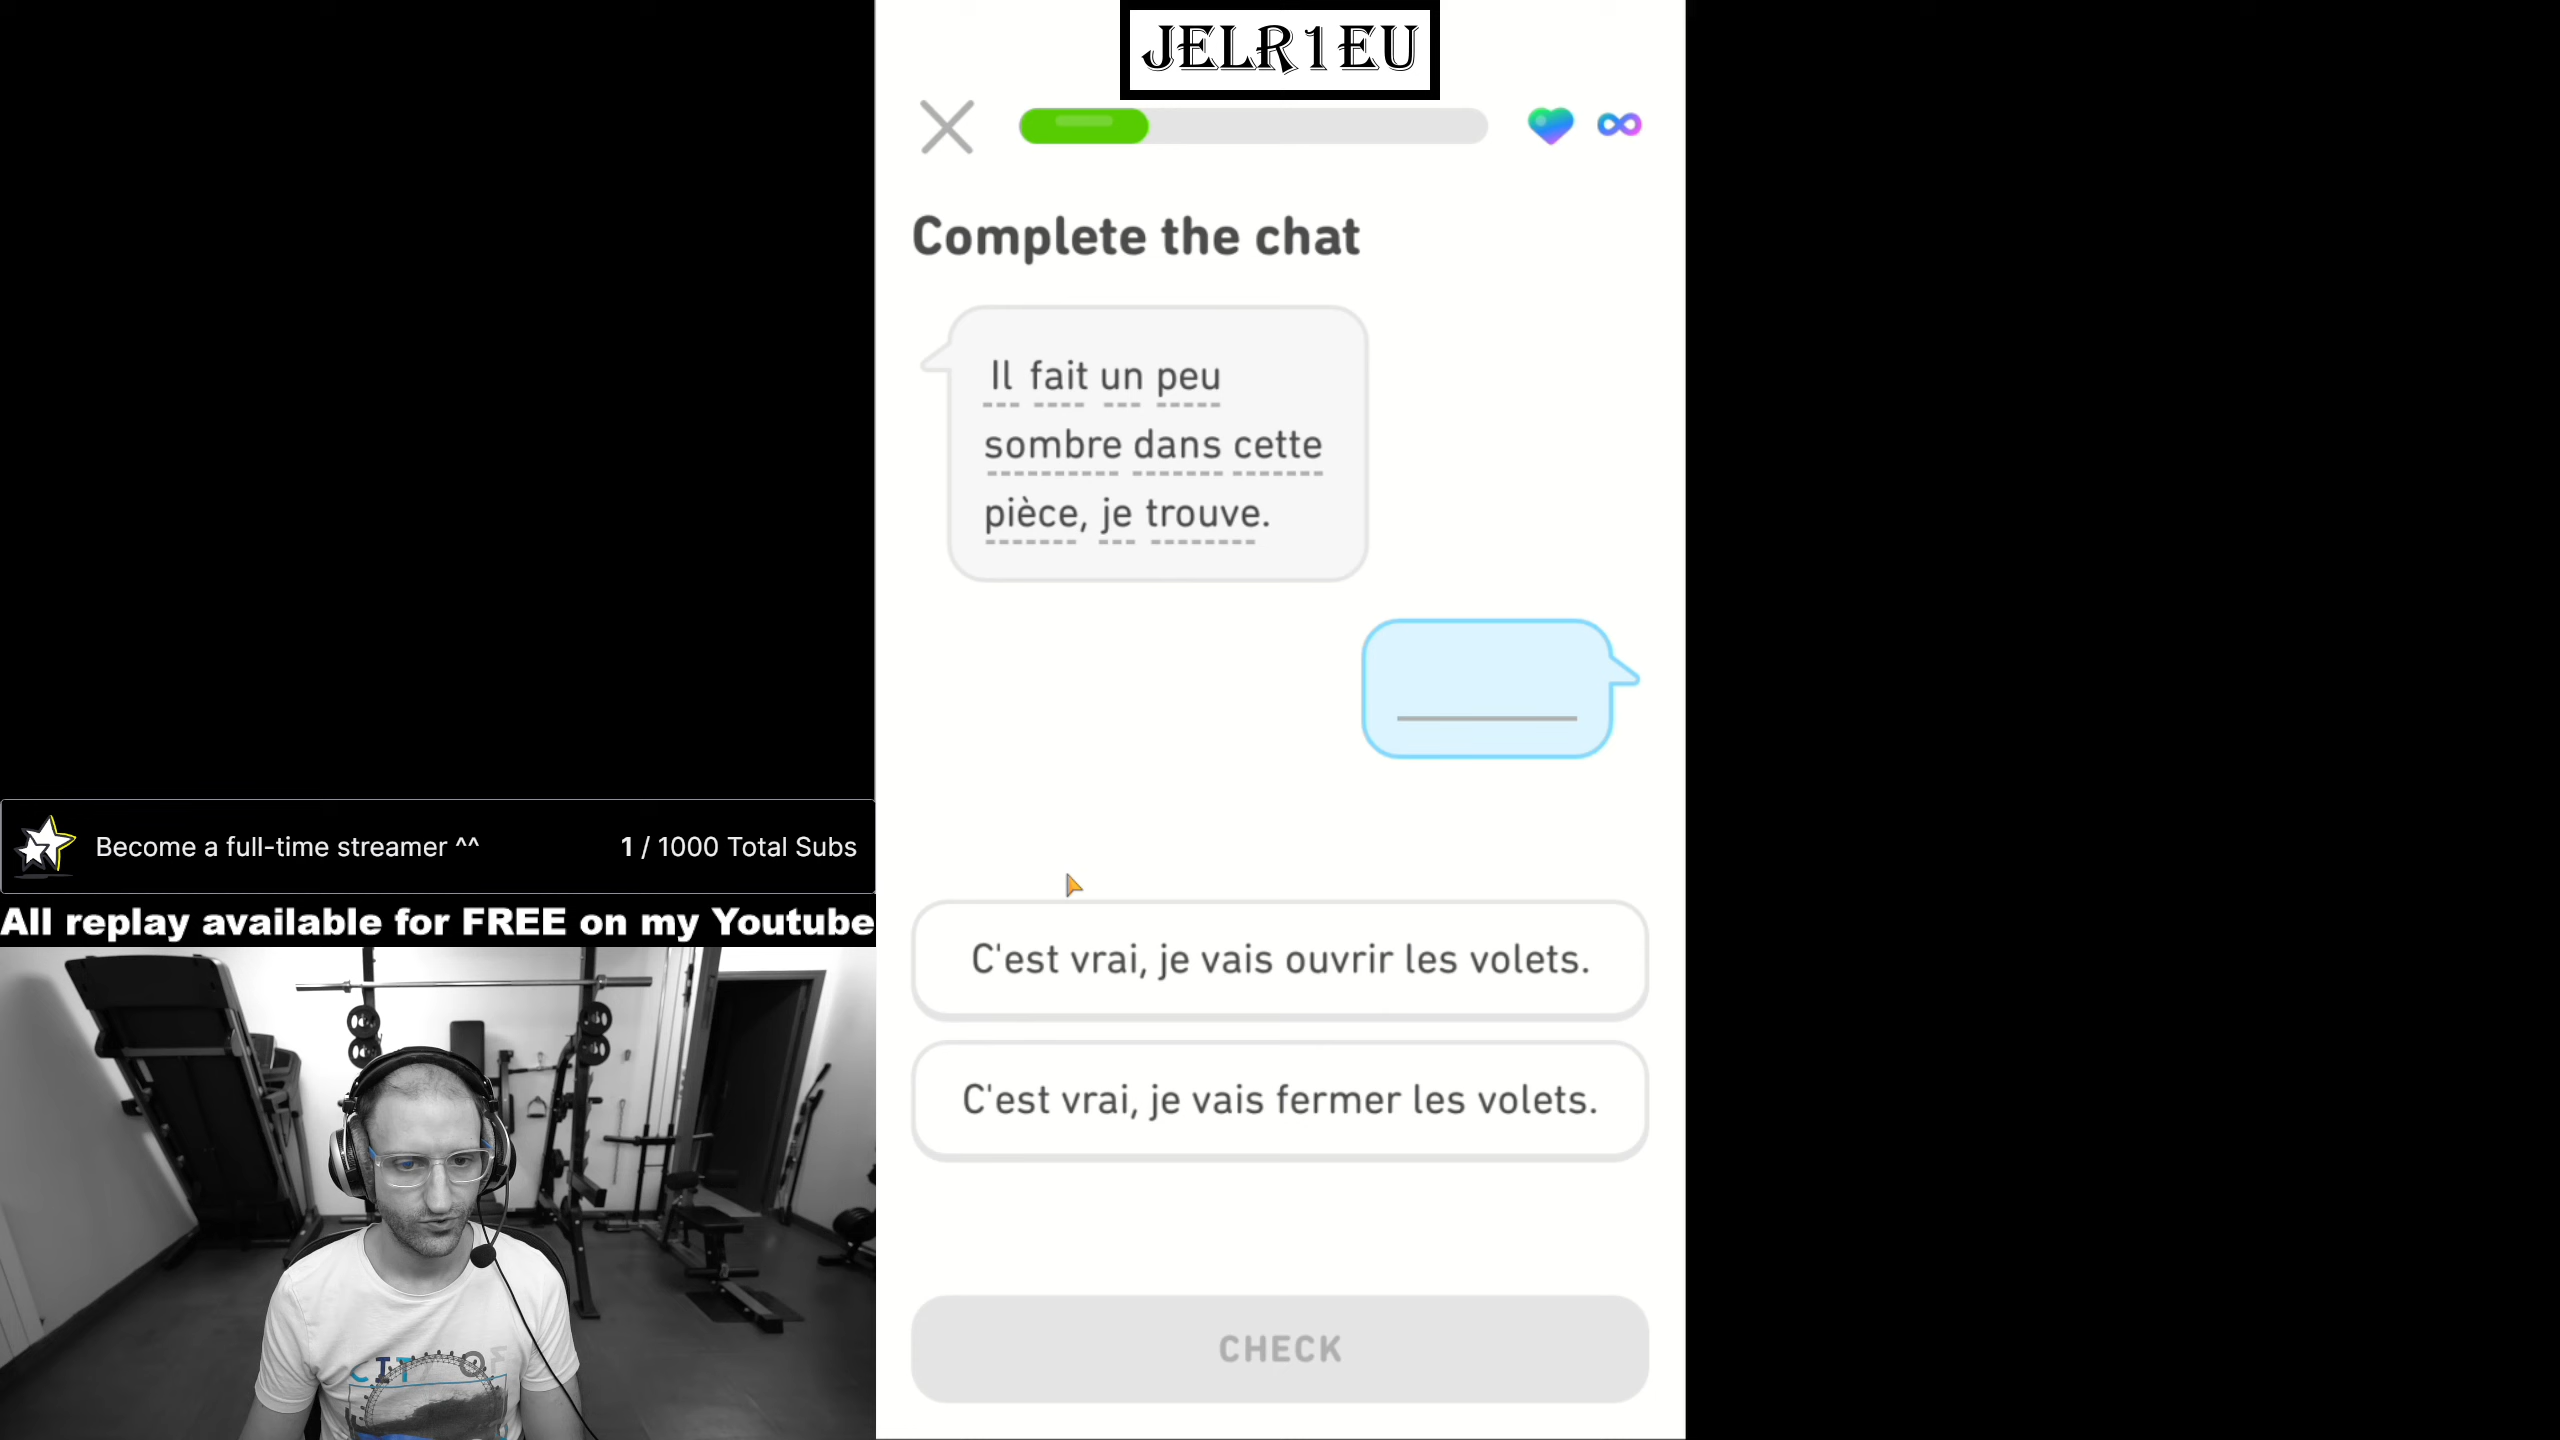 JELR1EU
Complete the chat
Il fait un peu
sombre dans cette
pièce, je trouve.
Become a full-time streamer ^^ 1 / 1000 Total Subs
All replay available for FREE on my Youtube
C'est vrai, je vais ouvrir les volets.
C'est vrai, je vais fermer les volets.
CHECK